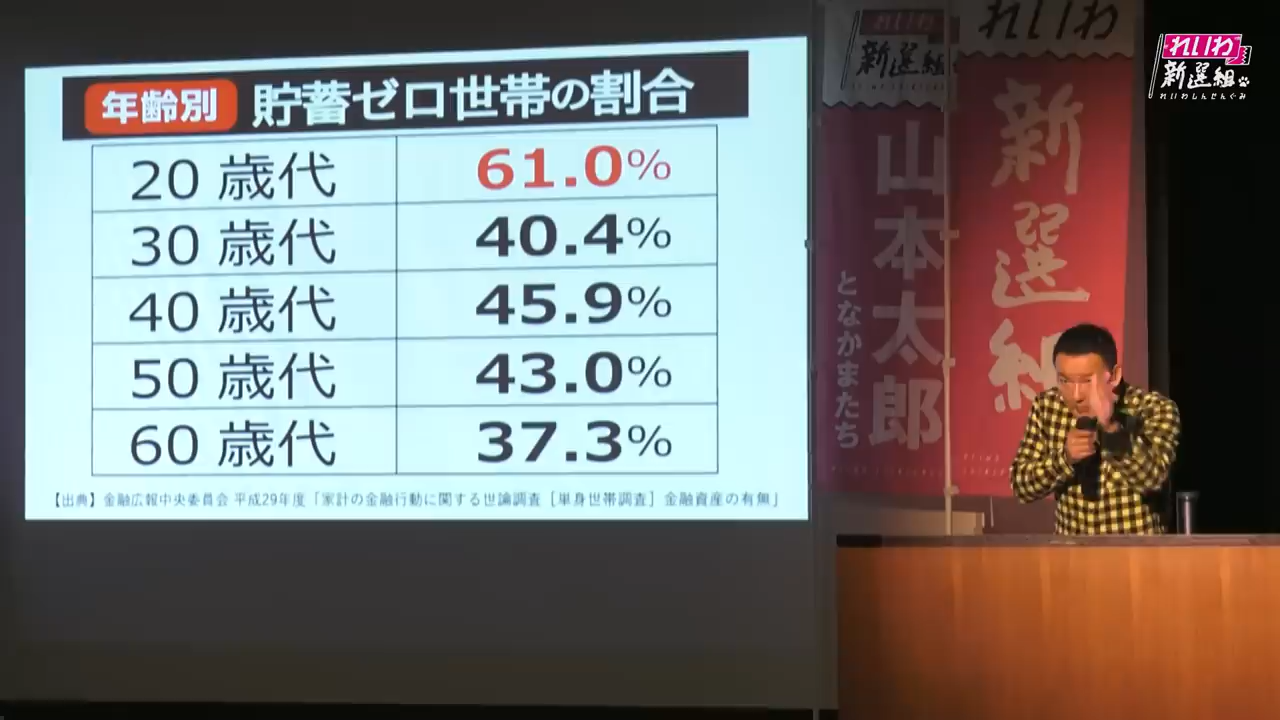 年齢別 貯蓄ゼロ世帯の割合
20 歳代 61.0%
30 歳代 40.4%
40 歳代 45.9%
50 歳代 43.0%
60 歳代 37.3%
【出典】金融広報中央委員会 平成29年度「家計の金融行動に関する世論調査［単身世帯調査］金融資産の有無」
新選組
山本太郎
となかまたち
れいわ
新選組
れいわ
新選組
れいわしんせんぐみ